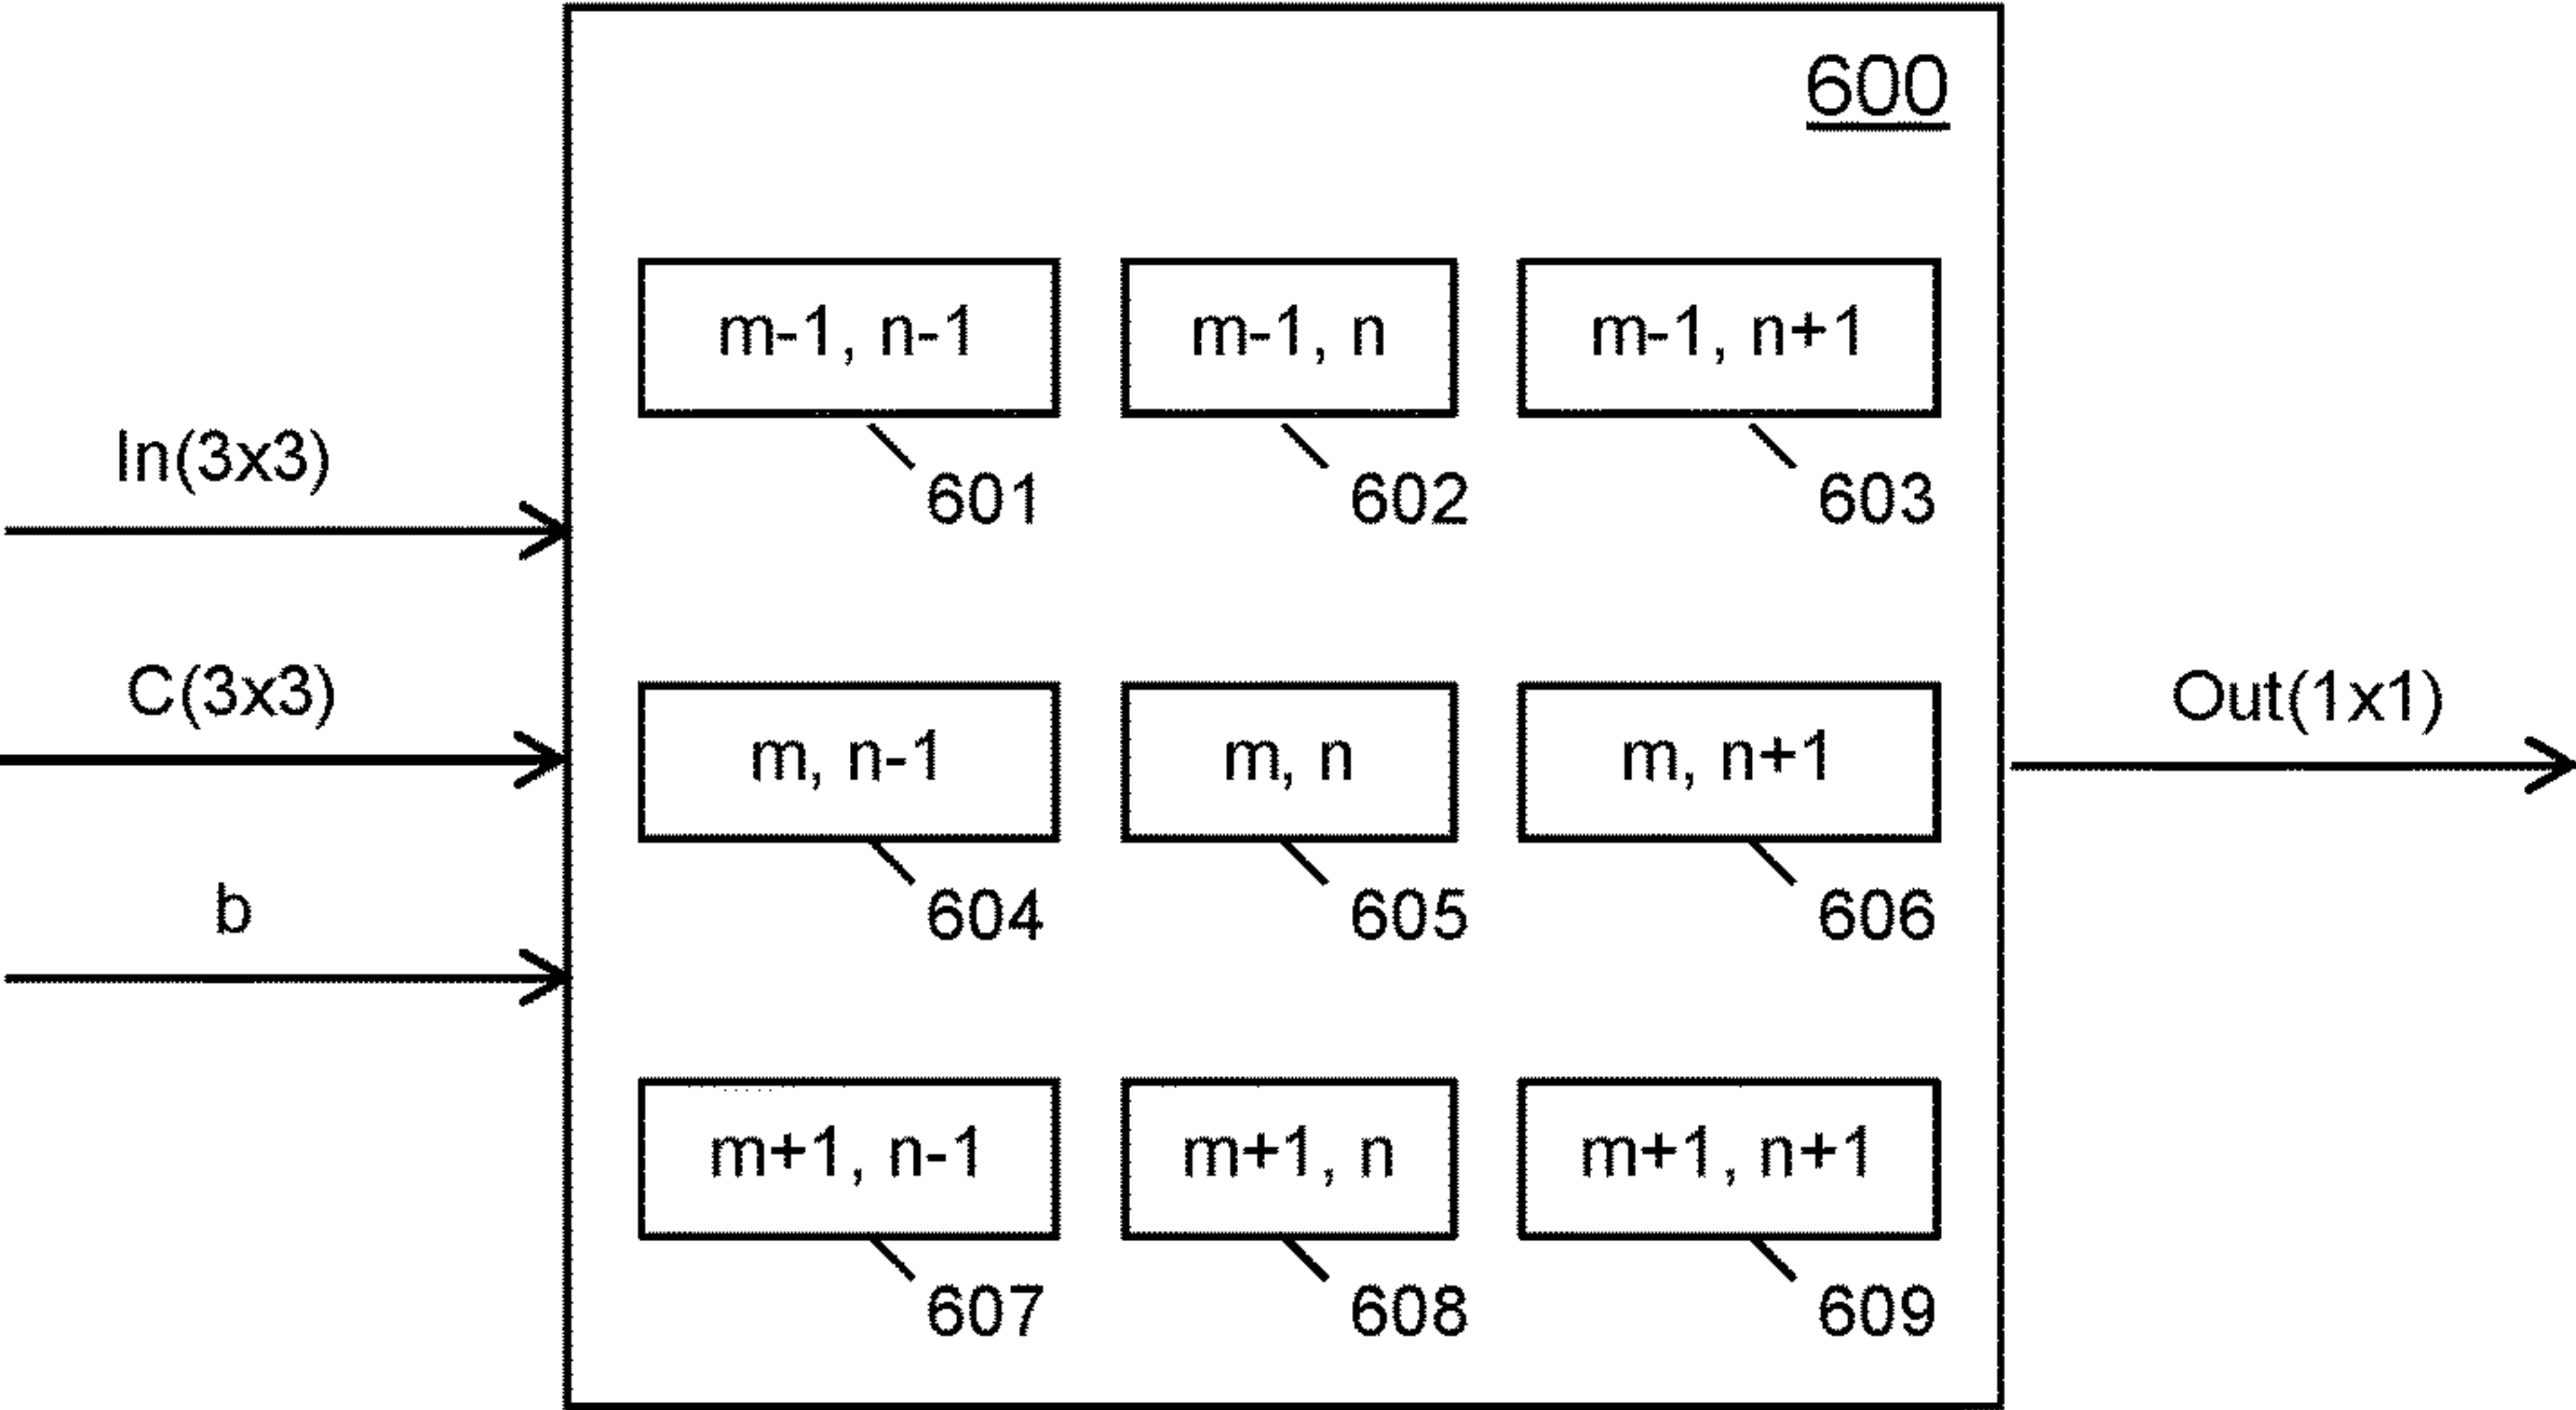 600
m-1, n-1
m-1, n
m-1, n+1
In(3x3)
601
602
603
C(3x3)
m, n-1
m, n
m, n+1
Out(1x1)
b
604
605
606
m+1, n-1
m+1, n
m+1, n+1
607
608
609